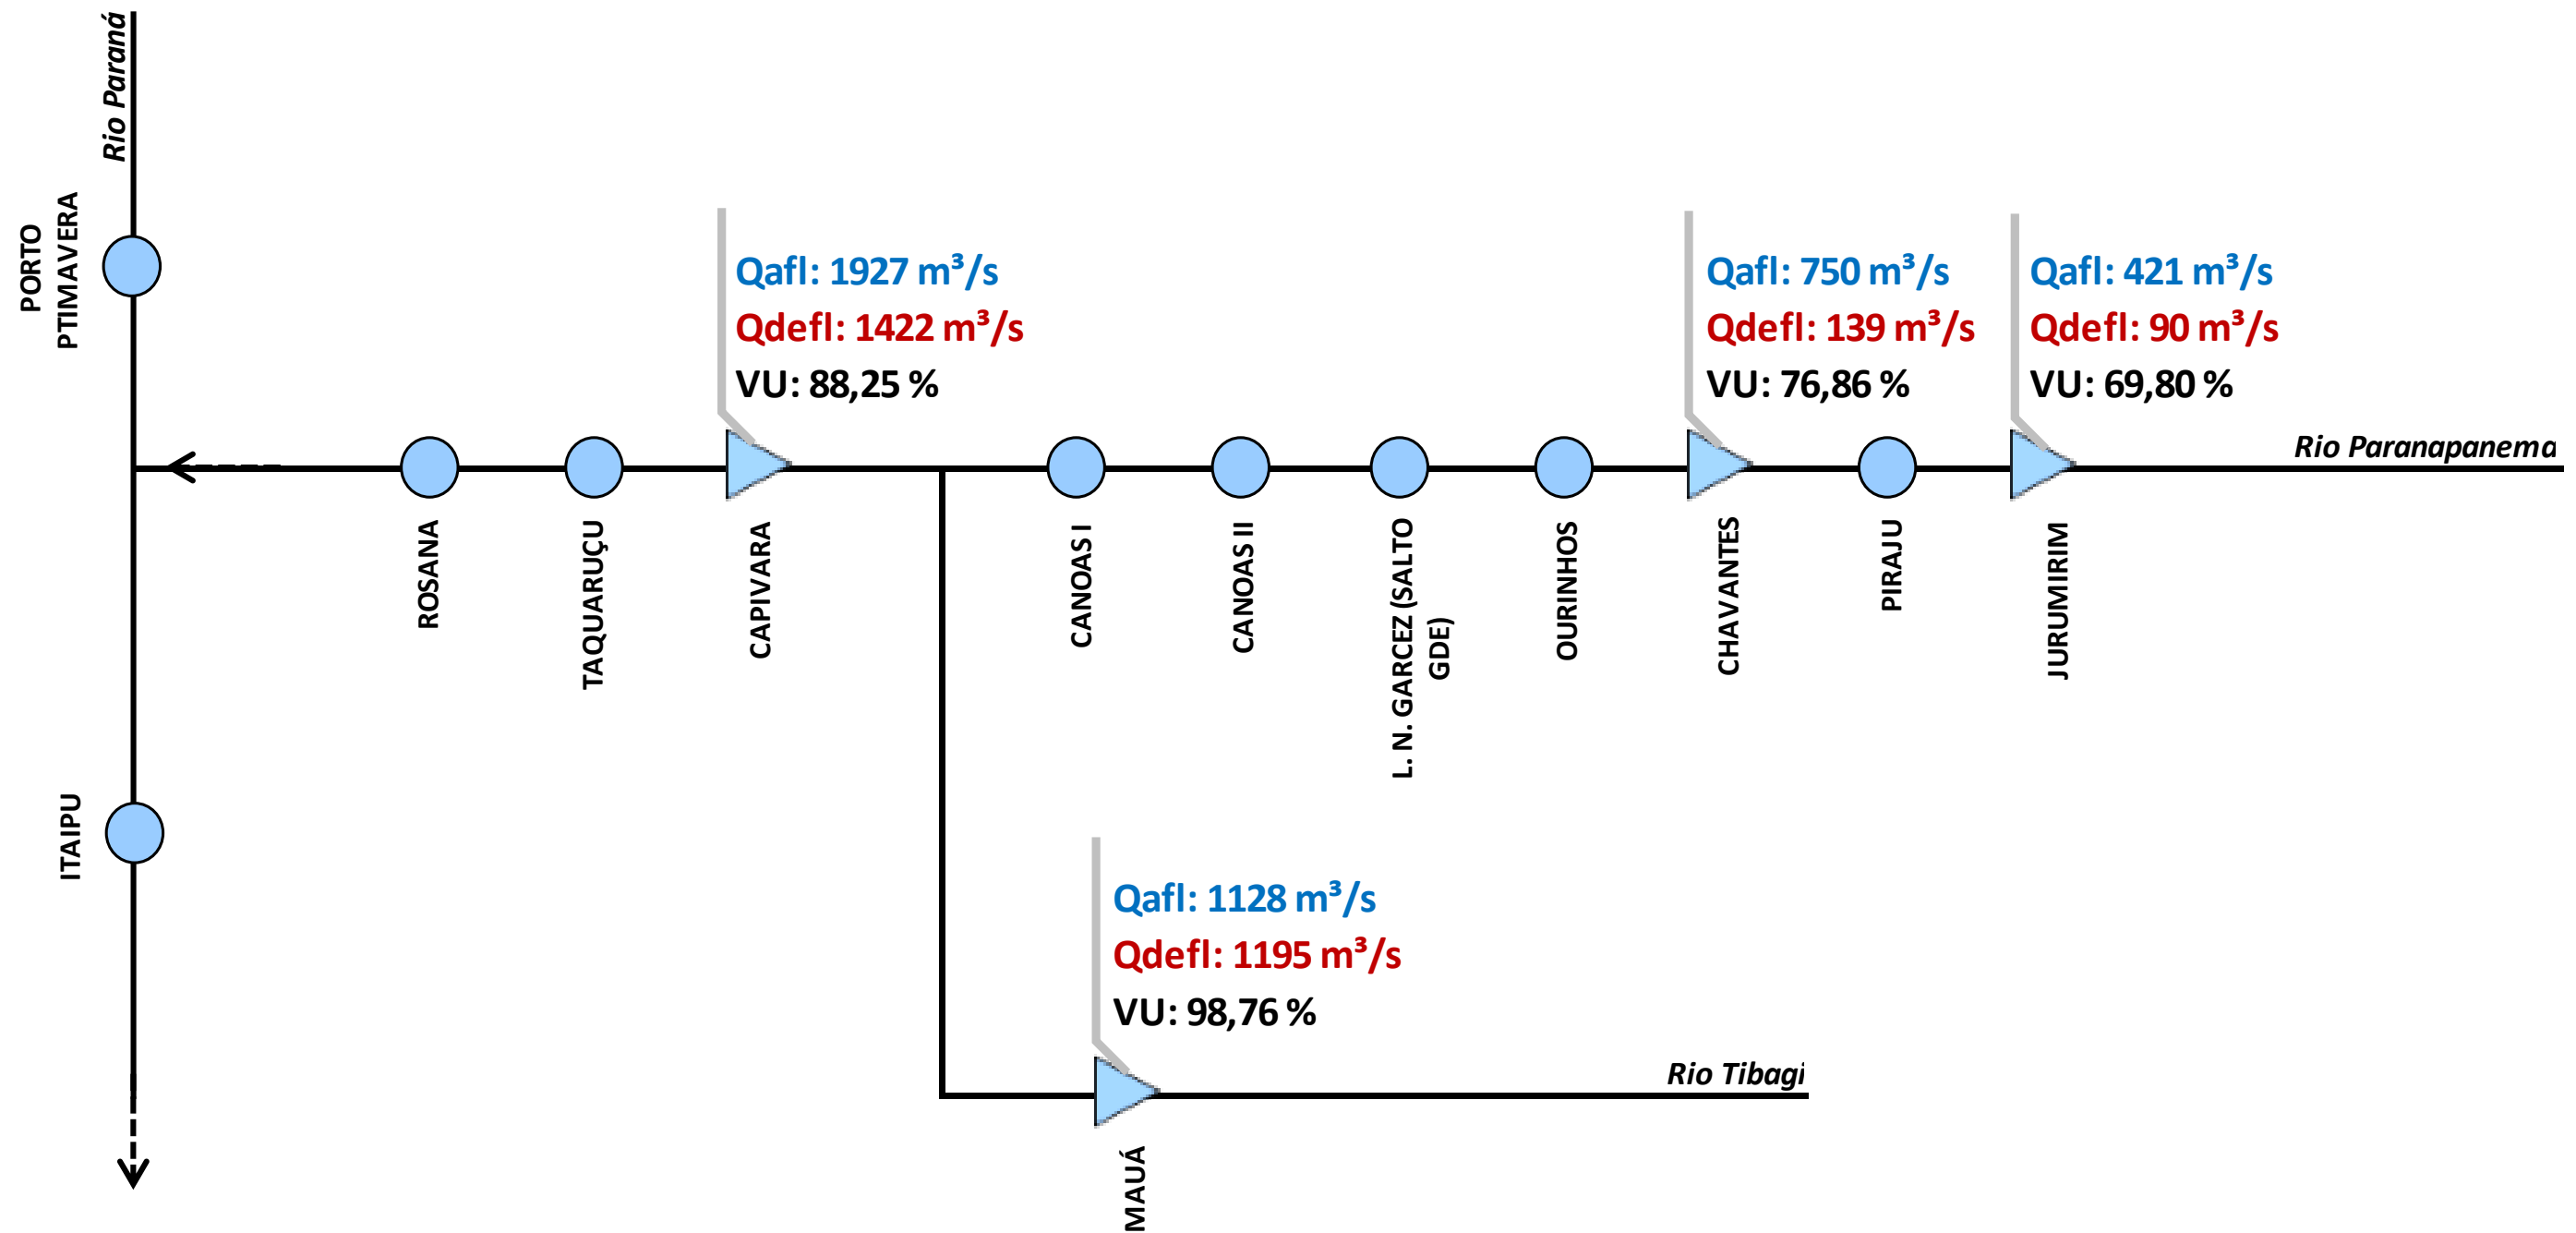 Rio Paraná
PORTO
PTIMAVERA
Qafl: 1927 m³/s
Qdefl: 1422 m³/s
VU: 88,25 %
Qafl: 750 m³/s
Qdefl: 139 m³/s
VU: 76,86 %
Qafl: 421 m³/s
Qdefl: 90 m³/s
VU: 69,80 %
Rio Paranapanema
ROSANA
TAQUARUÇU
CAPIVARA
CANOAS I
CANOAS II
L. N. GARCEZ (SALTO
GDE)
OURINHOS
CHAVANTES
PIRAJU
JURUMIRIM
ITAIPU
Qafl: 1128 m³/s
Qdefl: 1195 m³/s
VU: 98,76 %
Rio Tibagi
MAUÁ